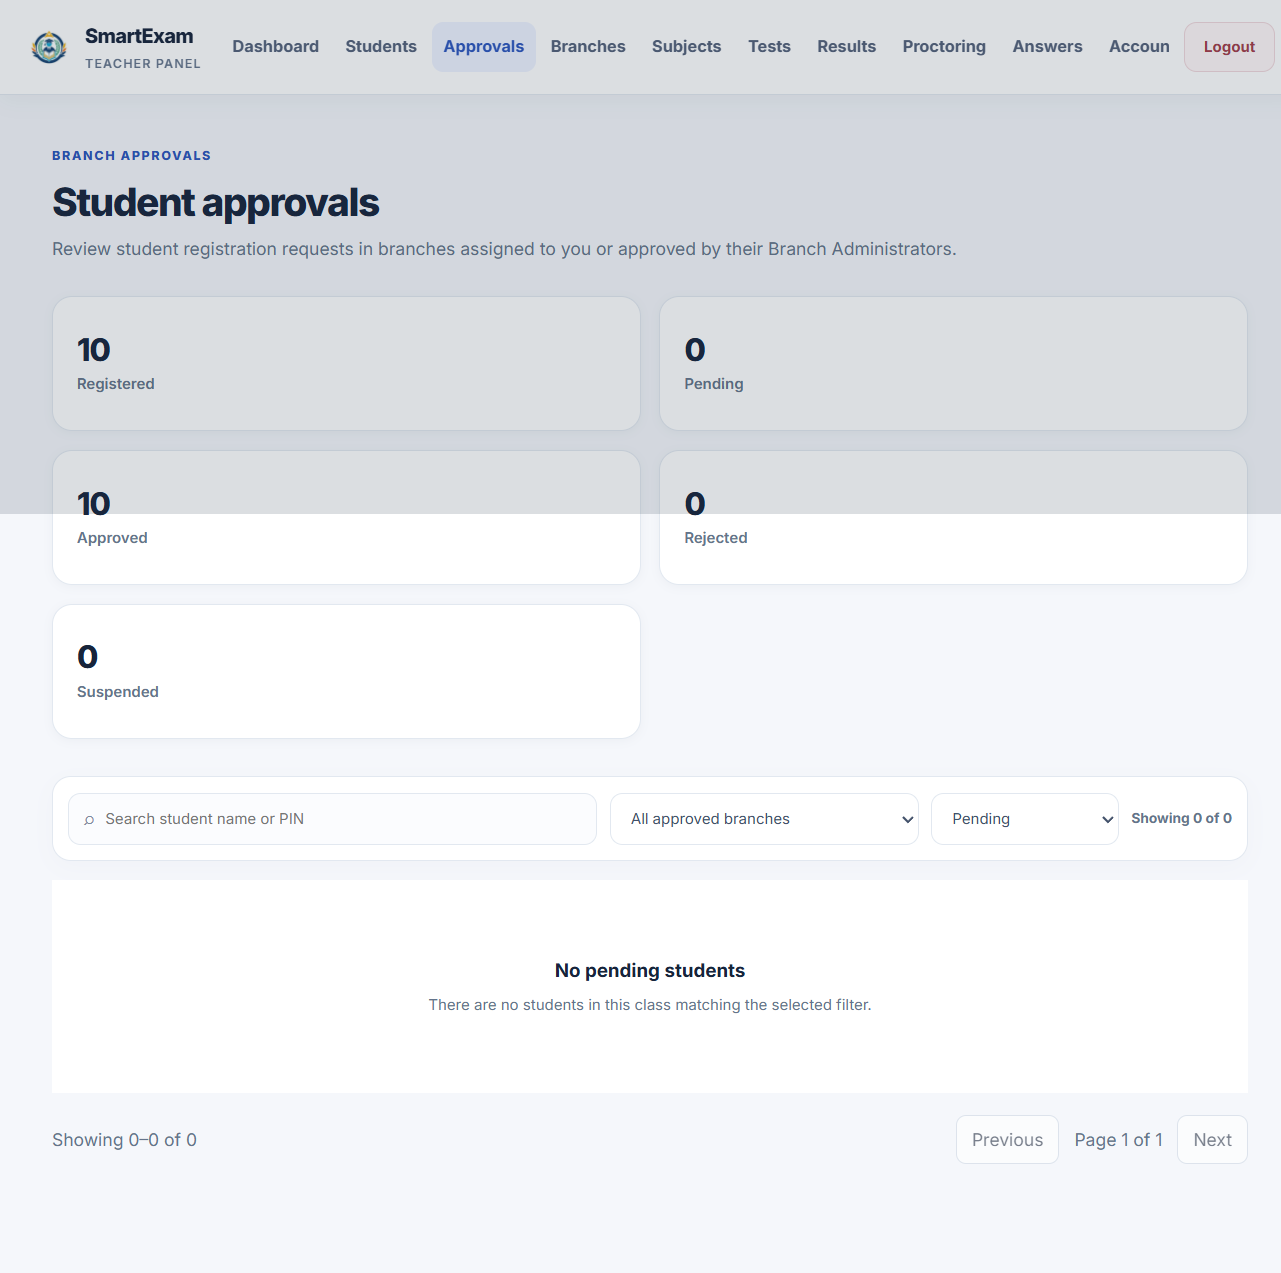 SmartExam
TEACHER PANEL
Dashboard
Students
Approvals
Branches
Subjects
Tests
Results
Proctoring
Answers
Accoun
Logout
BRANCH APPROVALS
Student approvals
Review student registration requests in branches assigned to you or approved by their Branch Administrators.
10
Registered
0
Pending
10
Approved
0
Rejected
0
Suspended
Search student name or PIN
All approved branches
Pending
Showing 0 of 0
No pending students
There are no students in this class matching the selected filter.
Showing 0–0 of 0
Previous
Page 1 of 1
Next